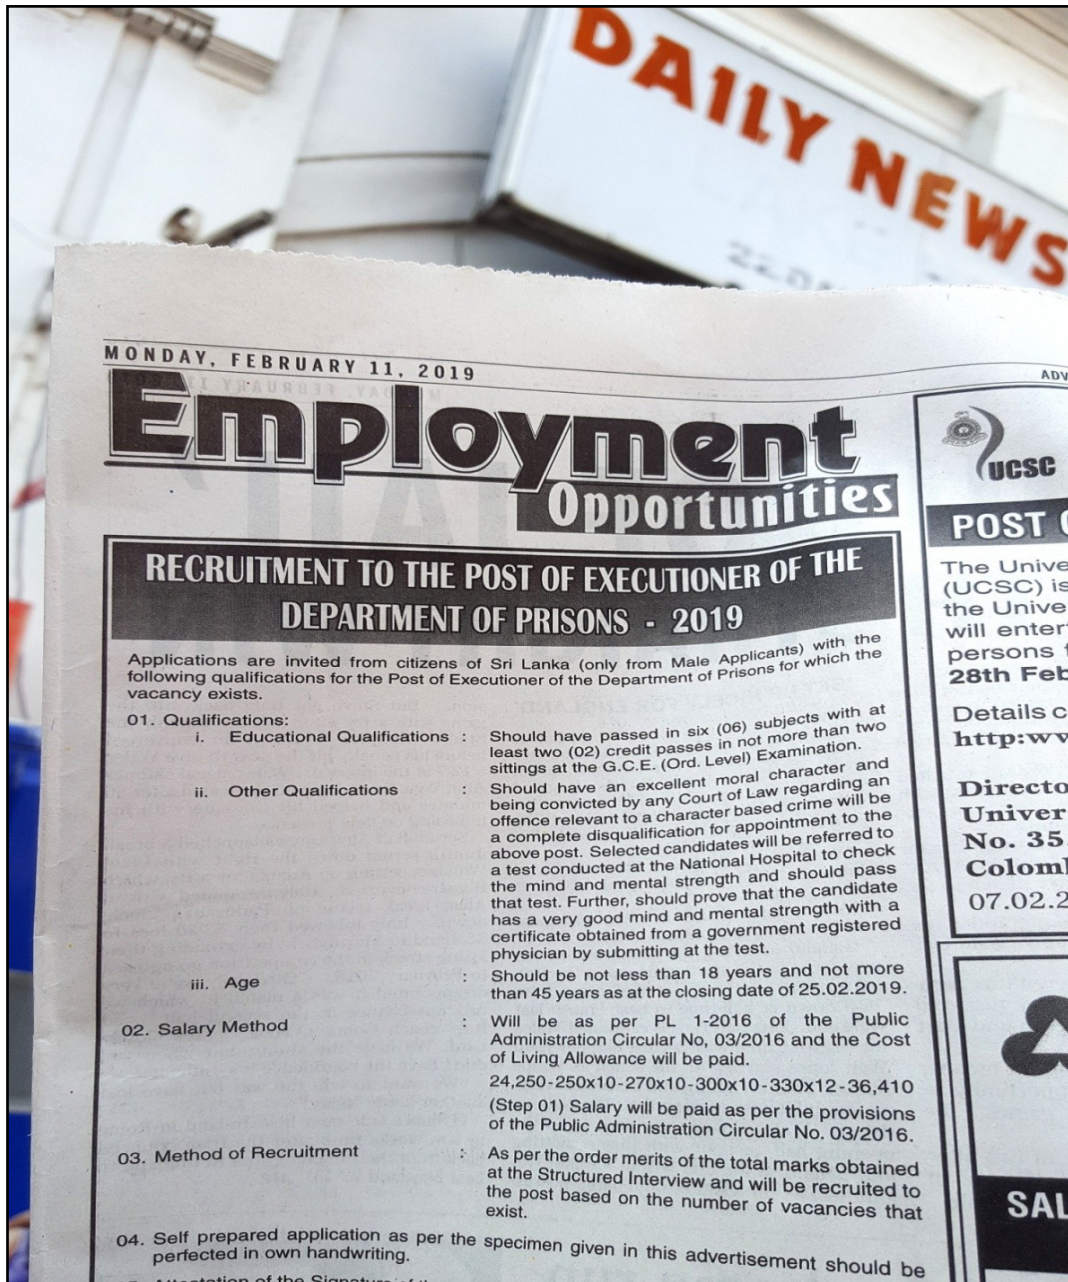 DAILY NEWS
MONDAY, FEBRUARY 11, 2019
ADV
Employment
Opportunities
RECRUITMENT TO THE POST OF EXECUTIONER OF THE
DEPARTMENT OF PRISONS - 2019
Applications are invited from citizens of Sri Lanka (only from Male Applicants) with the
following qualifications for the Post of Executioner of the Department of Prisons for which the
vacancy exists.
01. Qualifications:
i. Educational Qualifications : Should have passed in six (06) subjects with at
least two (02) credit passes in not more than two
sittings at the G.C.E. (Ord. Level) Examination.
ii. Other Qualifications : Should have an excellent moral character and
being convicted by any Court of Law regarding an
offence relevant to a character based crime will be
a complete disqualification for appointment to the
above post. Selected candidates will be referred to
a test conducted at the National Hospital to check
the mind and mental strength and should pass
that test. Further, should prove that the candidate
has a very good mind and mental strength with a
certificate obtained from a government registered
physician by submitting at the test.
iii. Age : Should be not less than 18 years and not more
than 45 years as at the closing date of 25.02.2019.
02. Salary Method : Will be as per PL 1-2016 of the Public
Administration Circular No, 03/2016 and the Cost
of Living Allowance will be paid.
24,250-250x10-270x10-300x10-330x12-36,410
(Step 01) Salary will be paid as per the provisions
of the Public Administration Circular No. 03/2016.
03. Method of Recruitment : As per the order merits of the total marks obtained
at the Structured Interview and will be recruited to
the post based on the number of vacancies that
exist.
04. Self prepared application as per the specimen given in this advertisement should be
perfected in own handwriting.
Attestation of the Signature of
UCSC
POST
The Unive
(UCSC) is
the Unive
will enter
persons
28th Feb
Details c
http:ww
Directo
Univer
No. 35
Colom
07.02.2
SAL